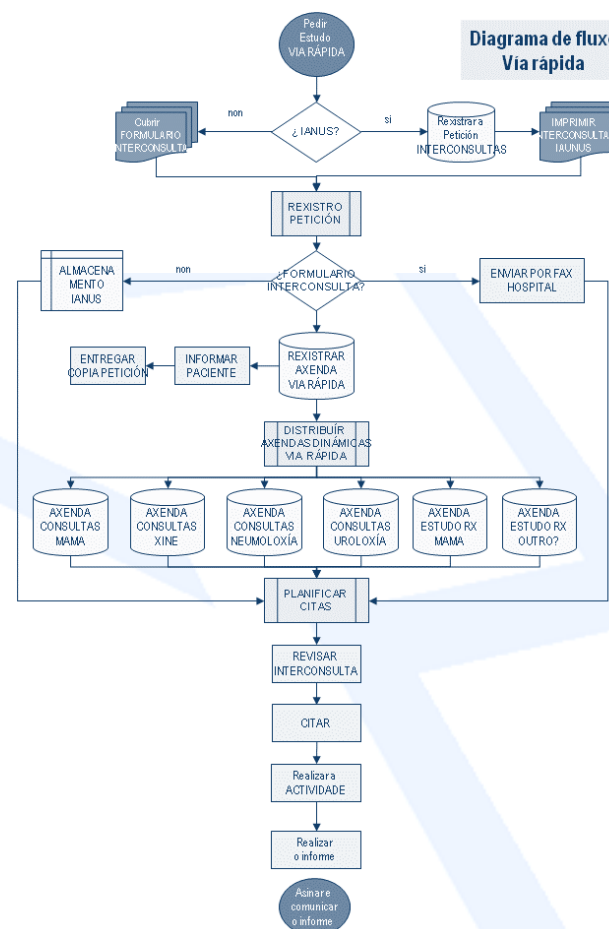 Pedir
Estudo
VIA RÁPIDA
Diagrama de fluxo
Vía rápida
Cubrir
FORMULARIO
INTERCONSULTA
non
¿IANUS?
si
Rexistrar a
Petición
INTERCONSULTAS
IMPRIMIR
INTERCONSULTA
IAUNUS
REXISTRO
PETICIÓN
ALMACENA
MENTO
IANUS
non
¿FORMULARIO
INTERCONSULTA?
si
ENVIAR POR FAX
HOSPITAL
ENTREGAR
COPIA PETICIÓN
INFORMAR
PACIENTE
REXISTRAR
AXENDA
VIA RÁPIDA
DISTRIBUÍR
AXENDAS DINÁMICAS
VIA RÁPIDA
AXENDA
CONSULTAS
MAMA
AXENDA
CONSULTAS
XINE
AXENDA
CONSULTAS
NEUMOLOXÍA
AXENDA
CONSULTAS
UROLOXÍA
AXENDA
ESTUDO RX
MAMA
AXENDA
ESTUDO RX
OUTRO?
PLANIFICAR
CITAS
REVISAR
INTERCONSULTA
CITAR
Realizar a
ACTIVIDADE
Realizar
o informe
Asinar e
comunicar
o informe